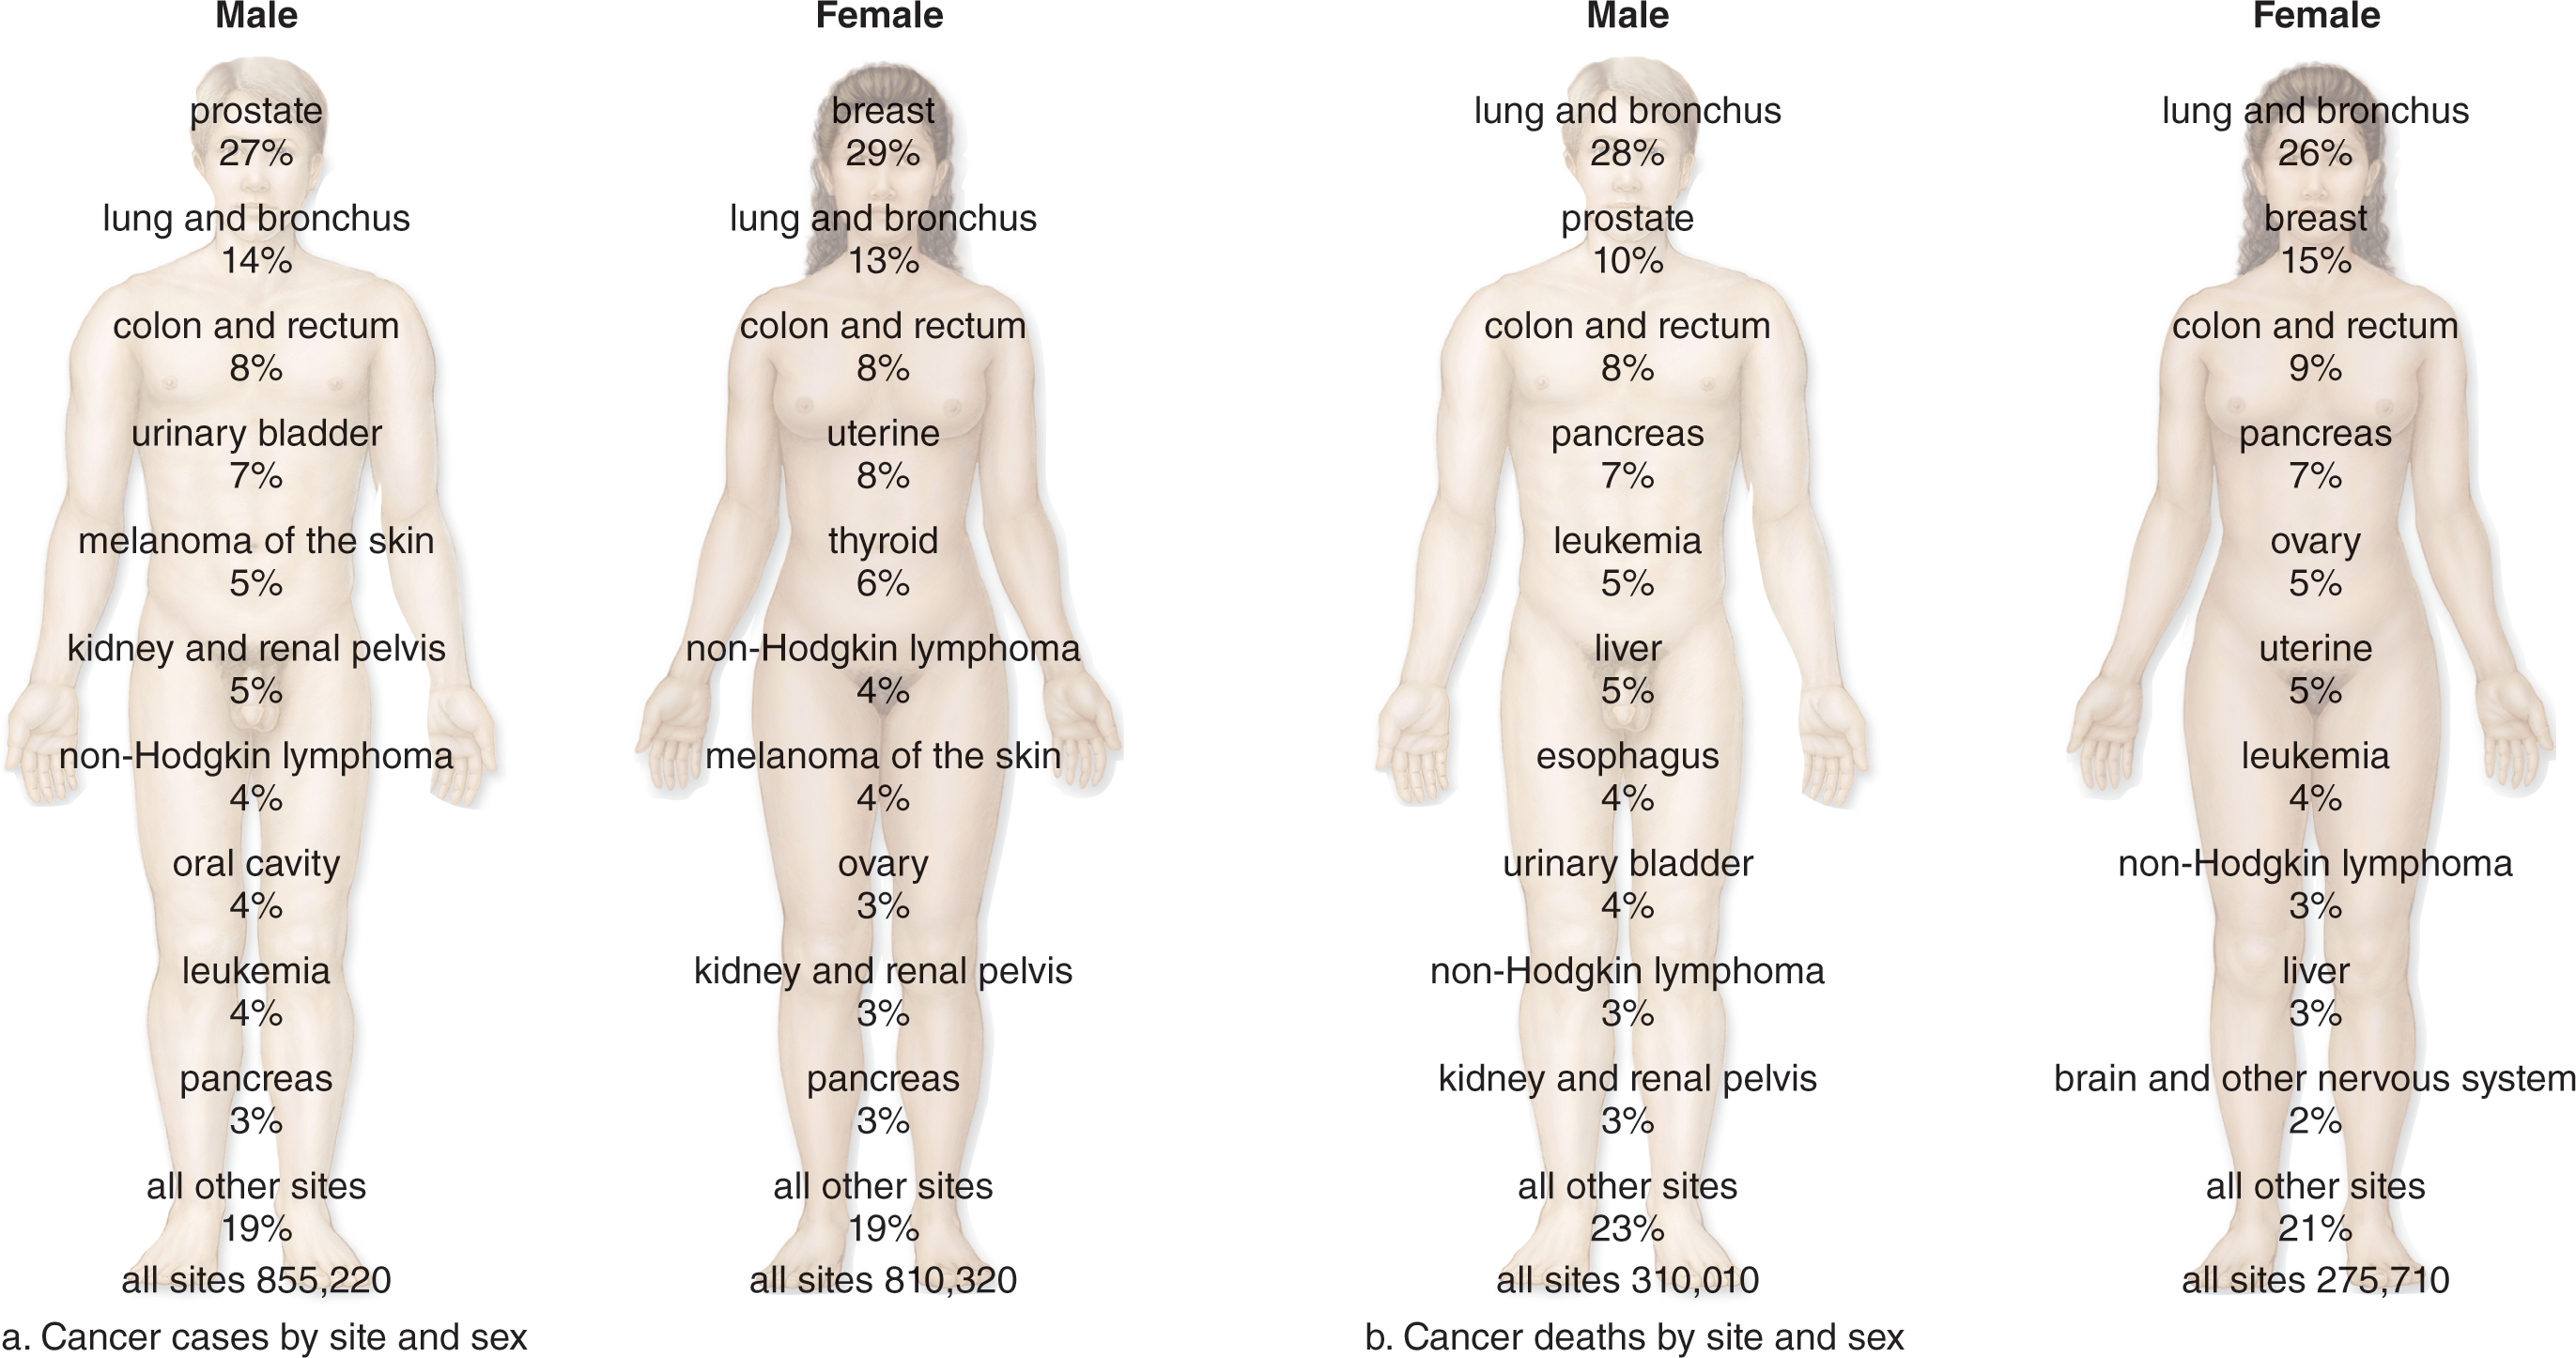 Male
prostate
27%
lung and bronchus
14%
colon and rectum
8%
urinary bladder
7%
melanoma of the skin
5%
kidney and renal pelvis
5%
non-Hodgkin lymphoma
4%
oral cavity
4%
leukemia
4%
pancreas
3%
all other sites
19%
all sites 855,220
Female
breast
29%
lung and bronchus
13%
colon and rectum
8%
uterine
8%
thyroid
6%
non-Hodgkin lymphoma
4%
melanoma of the skin
4%
ovary
3%
kidney and renal pelvis
3%
pancreas
3%
all other sites
19%
all sites 810,320
a. Cancer cases by site and sex
Male
lung and bronchus
28%
prostate
10%
colon and rectum
8%
pancreas
7%
leukemia
5%
liver
5%
esophagus
4%
urinary bladder
4%
non-Hodgkin lymphoma
3%
kidney and renal pelvis
3%
all other sites
23%
all sites 310,010
Female
lung and bronchus
26%
breast
15%
colon and rectum
9%
pancreas
7%
ovary
5%
uterine
5%
leukemia
4%
non-Hodgkin lymphoma
3%
liver
3%
brain and other nervous system
2%
all other sites
21%
all sites 275,710
b. Cancer deaths by site and sex